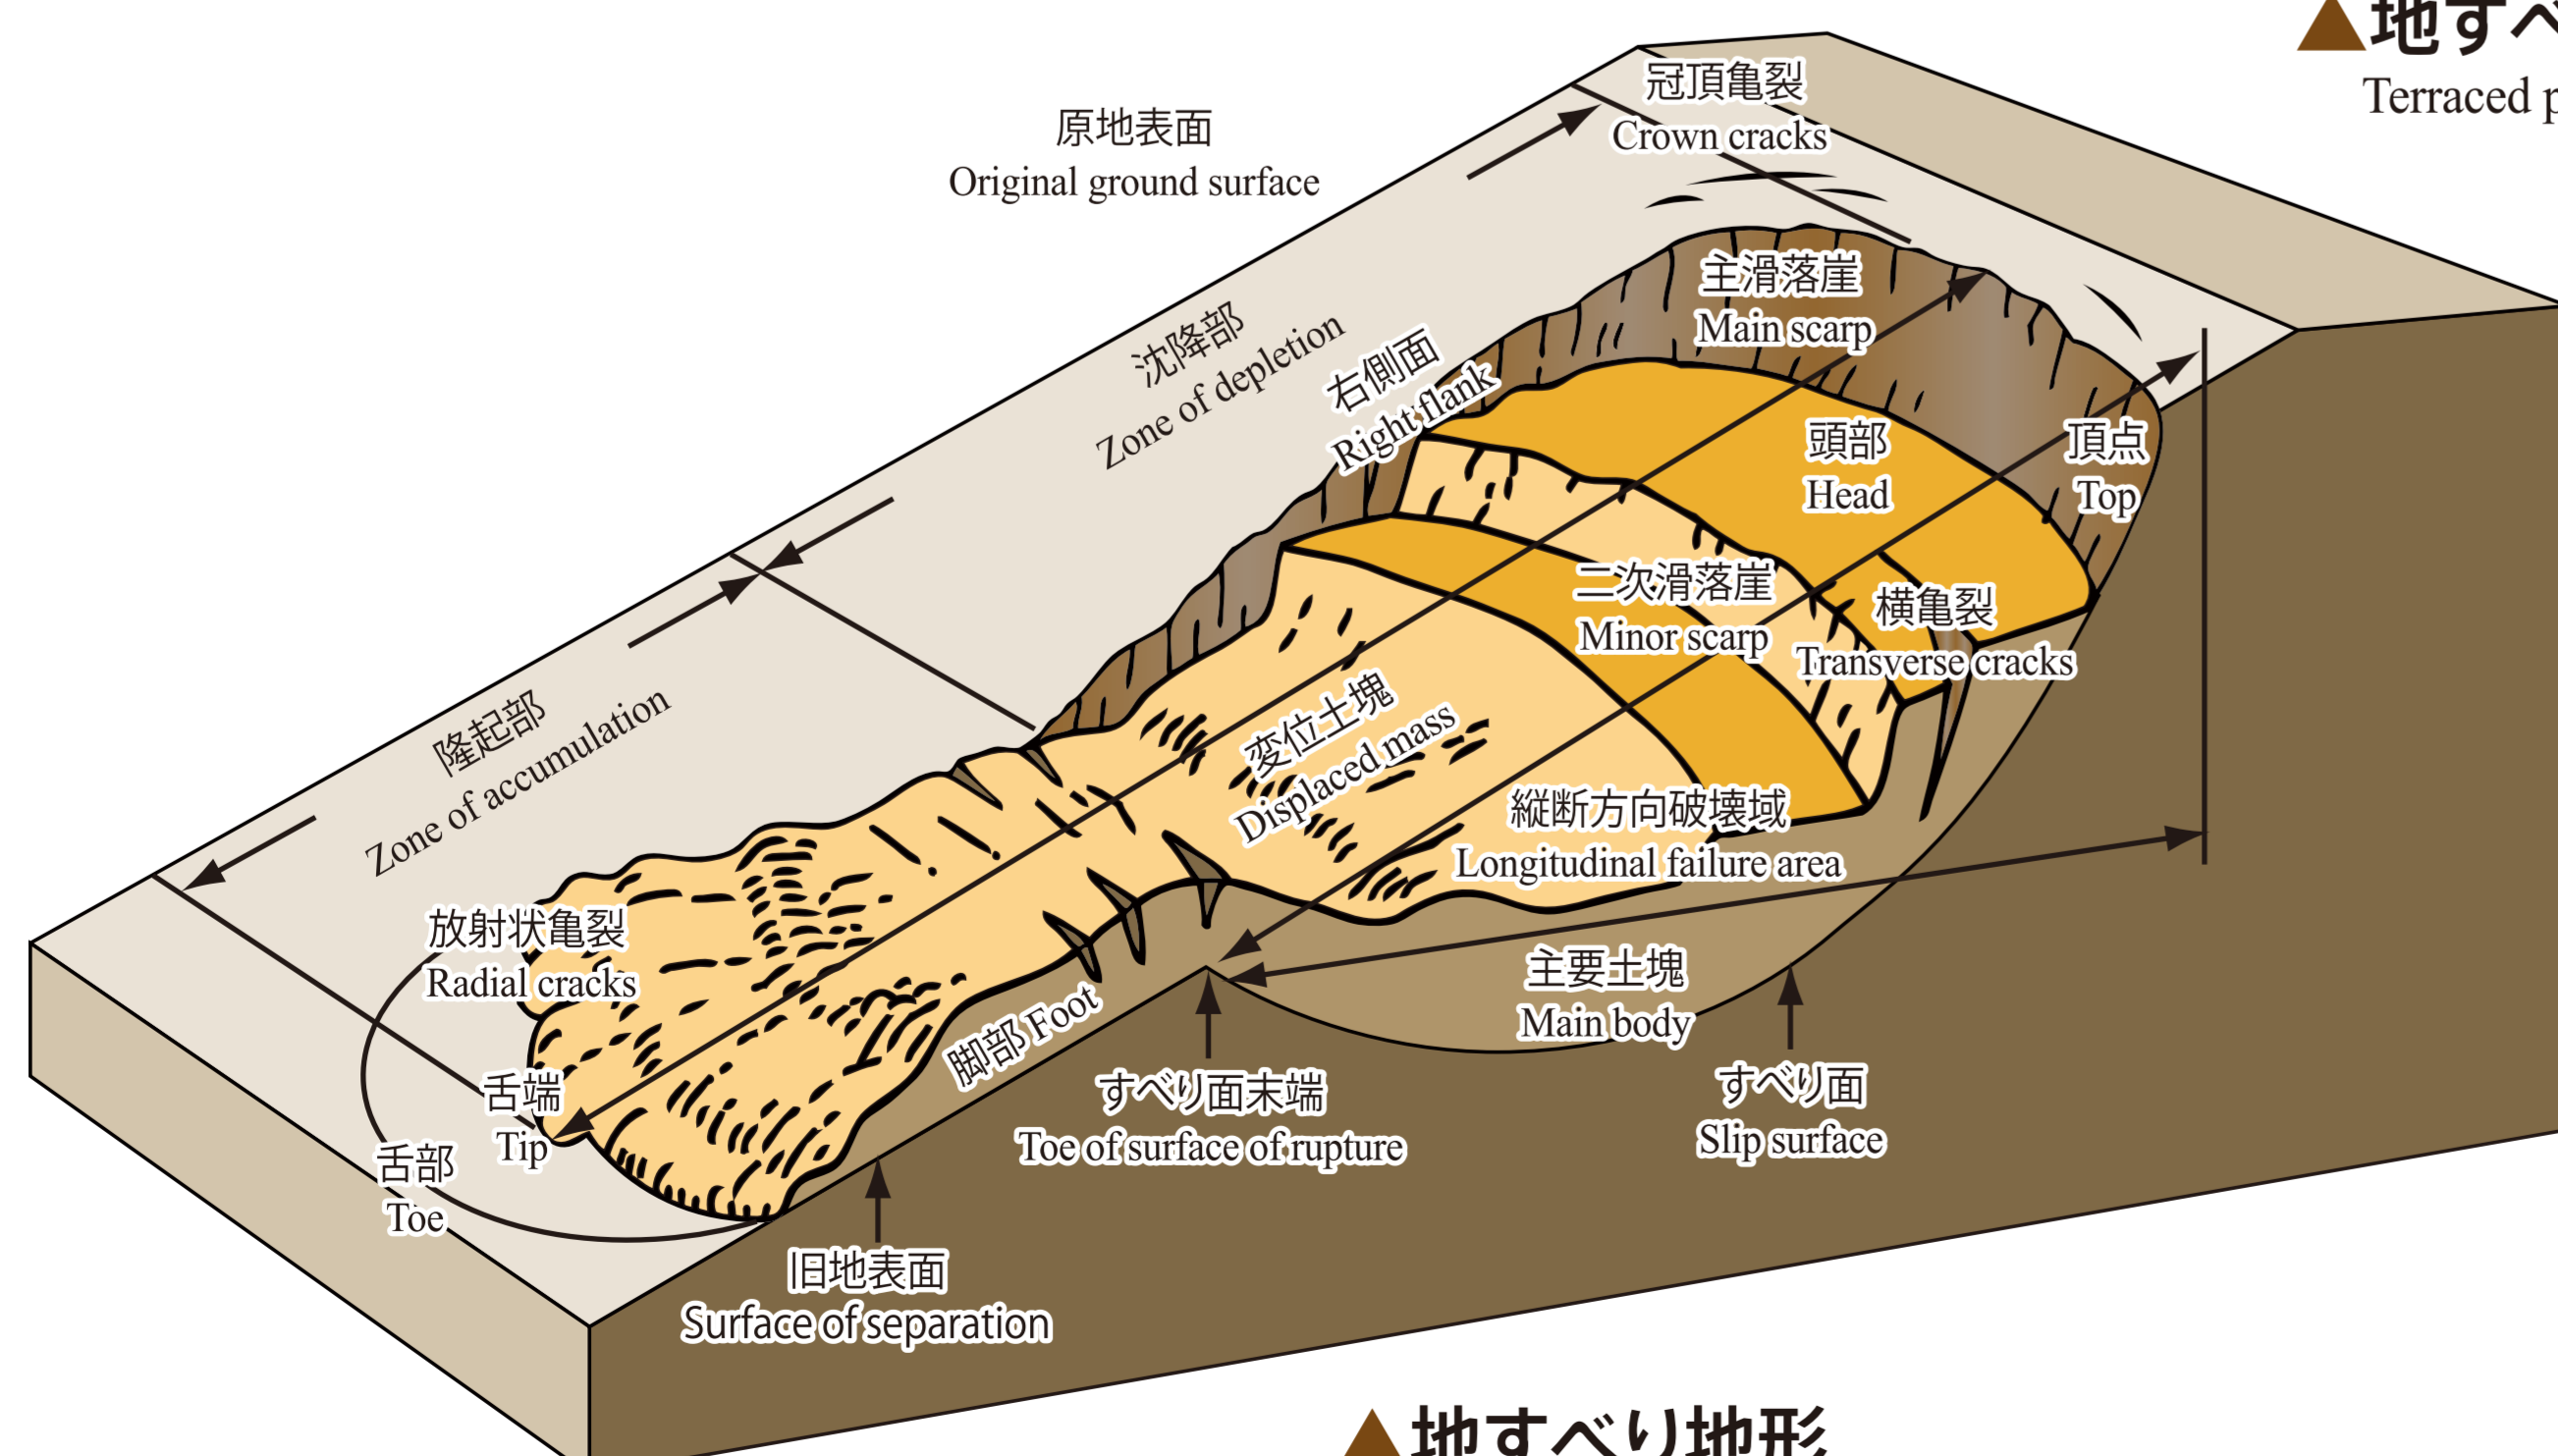 ▲地すべ
Terraced p
冠頂亀裂
Crown cracks
原地表面
Original ground surface
主滑落崖
Main scarp
沈降部
Zone of depletion
右側面
Right flank
頭部
Head
頂点
Top
二次滑落崖
Minor scarp
横亀裂
Transverse cracks
隆起部
Zone of accumulation
変位土塊
Displaced mass
縦断方向破壊域
Longitudinal failure area
放射状亀裂
Radial cracks
主要土塊
Main body
脚部 Foot
舌端
Tip
すべり面末端
Toe of surface of rupture
すべり面
Slip surface
舌部
Toe
旧地表面
Surface of separation
▲地すべり地形